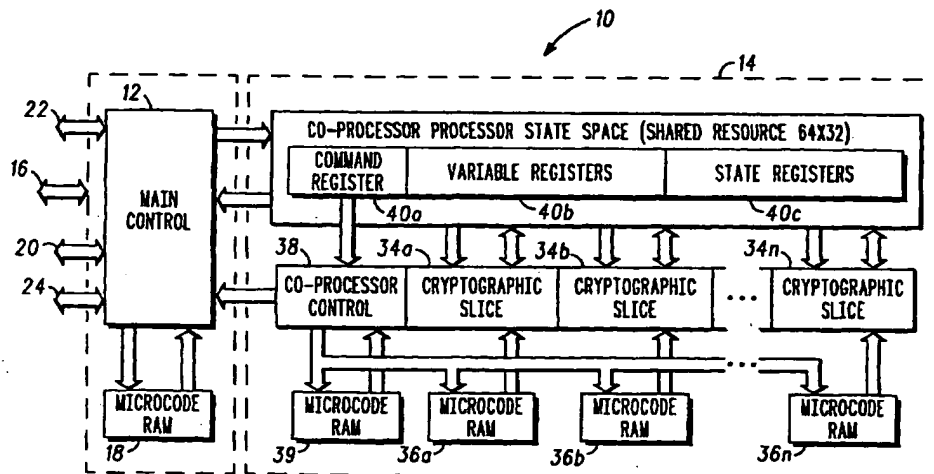 10
14
12
22
16
20
24
MAIN
CONTROL
CO-PROCESSOR PROCESSOR STATE SPACE (SHARED RESOURCE 64X32)
COMMAND
REGISTER
VARIABLE REGISTERS
STATE REGISTERS
40a
40b
40c
38
34a
34b
34n
CO-PROCESSOR
CONTROL
CRYPTOGRAPHIC
SLICE
CRYPTOGRAPHIC
SLICE
...
CRYPTOGRAPHIC
SLICE
...
MICROCODE
RAM
18
MICROCODE
RAM
39
MICROCODE
RAM
36a
MICROCODE
RAM
36b
MICROCODE
RAM
36n